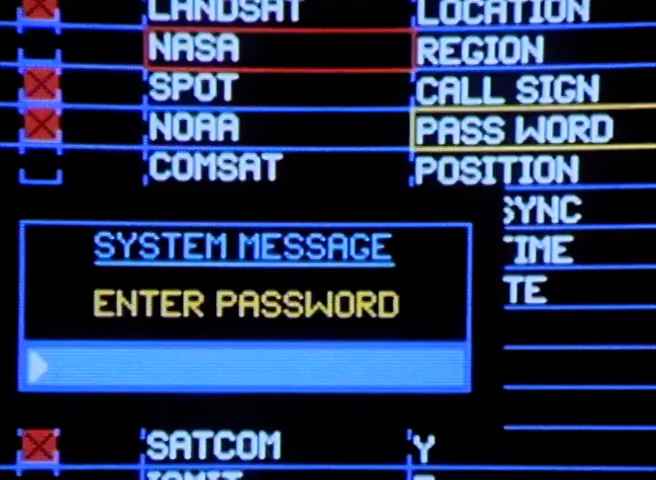 LANDSAT LOCATION
NASA REGION
SPOT CALL SIGN
NOAA PASS WORD
COMSAT POSITION
SYNC
TIME
TE
SYSTEM MESSAGE
ENTER PASSWORD
SATCOM Y